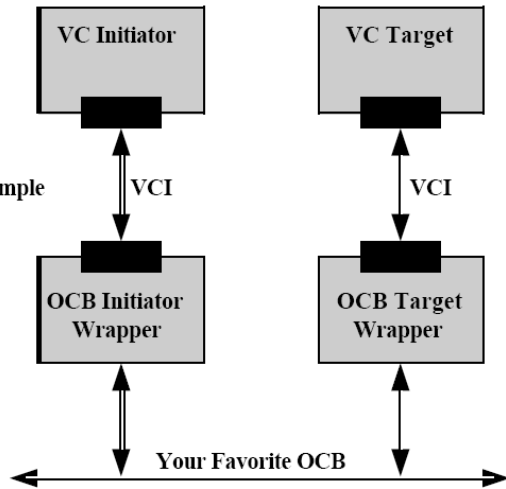 VC Initiator
VC Target
VCI
VCI
OCB Initiator
Wrapper
OCB Target
Wrapper
Your Favorite OCB